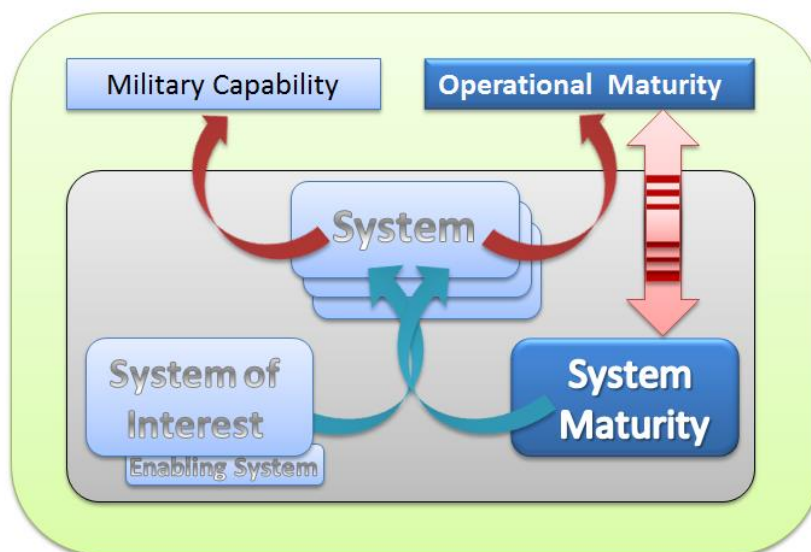 Military Capability
Operational Maturity
System
System of
Interest
Enabling System
System
Maturity